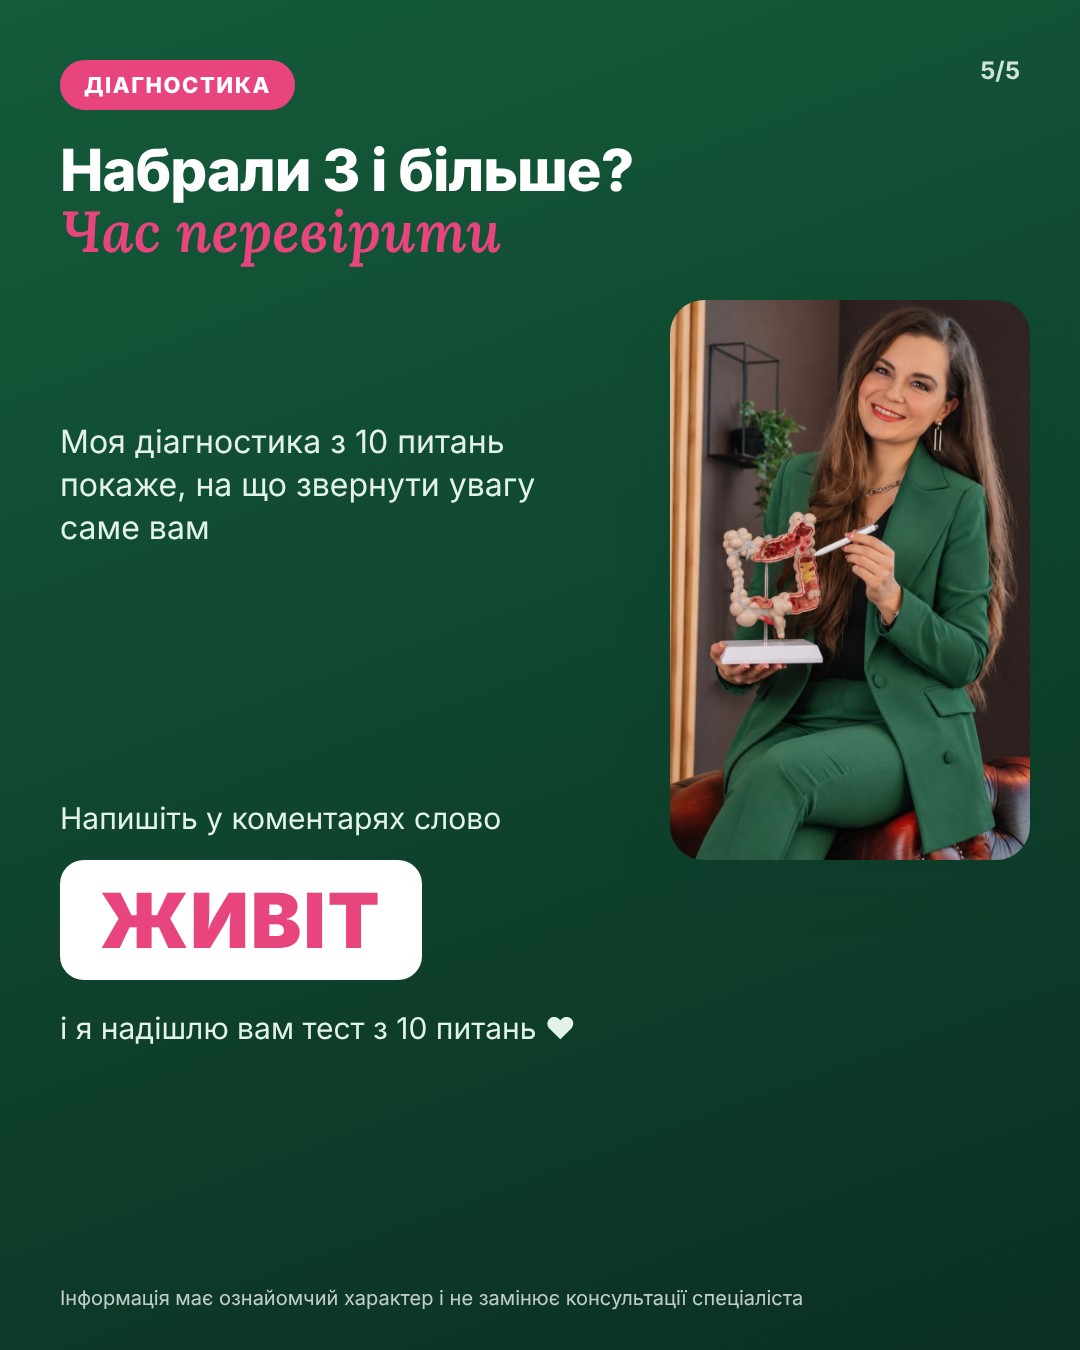 ДІАГНОСТИКА
5/5
Набрали 3 і більше?
Час перевірити
Моя діагностика з 10 питань
покаже, на що звернути увагу
саме вам
Напишіть у коментарях слово
ЖИВІТ
і я надішлю вам тест з 10 питань ♥
Інформація має ознайомчий характер і не замінює консультації спеціаліста